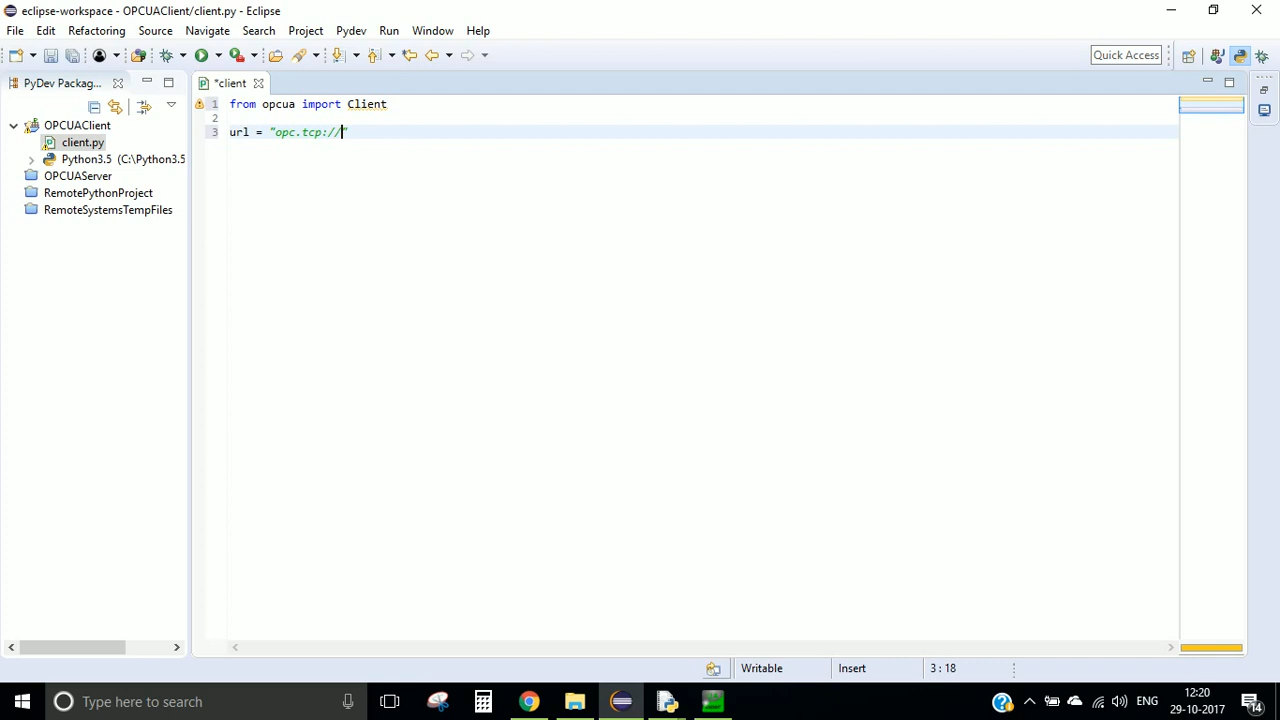 eclipse-workspace - OPCUAClient/client.py - Eclipse
File Edit Refactoring Source Navigate Search Project Pydev Run Window Help
Quick Access
PyDev Packag...
*client
1 from opcua import Client
2
3 url = "opc.tcp://"
OPCUAClient
client.py
Python3.5 (C:\Python3.5
OPCUAServer
RemotePythonProject
RemoteSystemsTempFiles
Writable Insert 3 : 18
Type here to search
ENG
12:20
29-10-2017
14